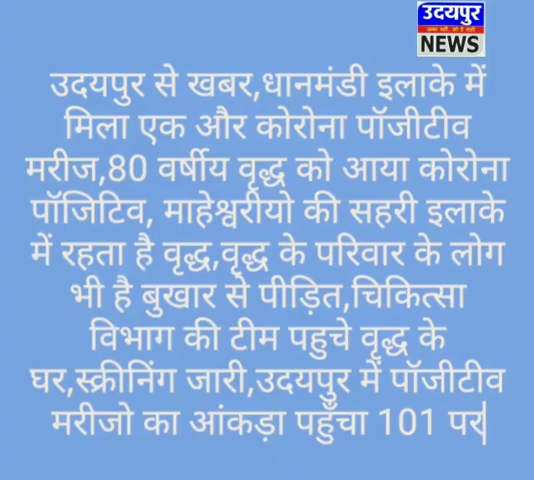 उदयपुर
NEWS
उदयपुर से खबर,धानमंडी इलाके में
मिला एक और कोरोना पॉजीटीव
मरीज,80 वर्षीय वृद्ध को आया कोरोना
पॉजिटिव, माहेश्वरीयो की सहरी इलाके
में रहता है वृद्ध,वृद्ध के परिवार के लोग
भी है बुखार से पीड़ित,चिकित्सा
विभाग की टीम पहुचे वृद्ध के
घर,स्क्रीनिंग जारी,उदयपुर में पॉजीटीव
मरीजो का आंकड़ा पहुँचा 101 पर